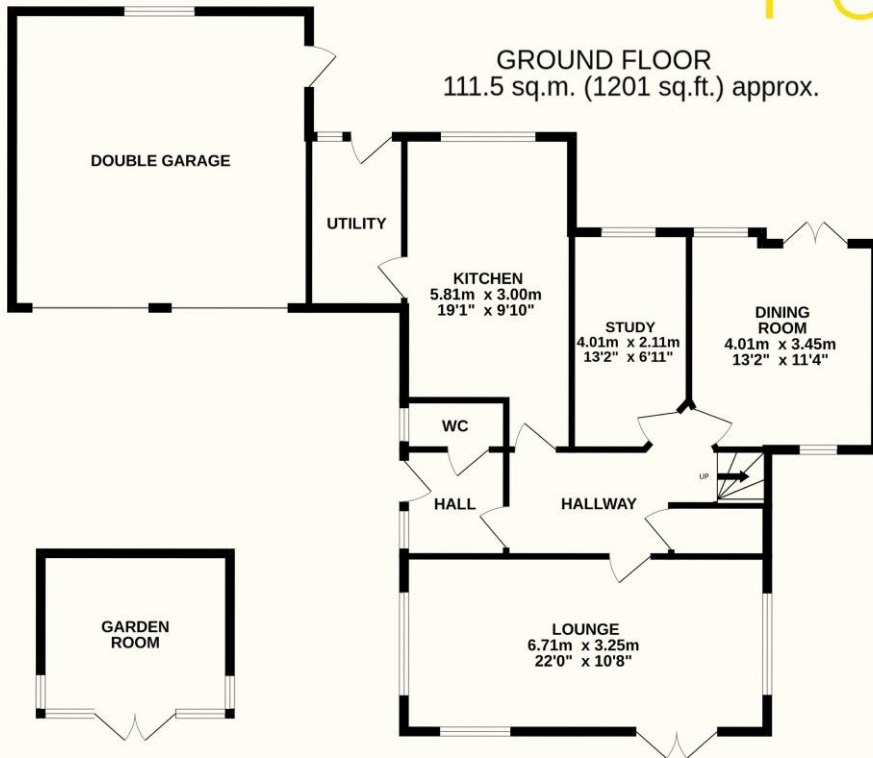 GROUND FLOOR
111.5 sq.m. (1201 sq.ft.) approx.
DOUBLE GARAGE
UTILITY
KITCHEN
5.81m x 3.00m
19'1" x 9'10"
STUDY
4.01m x 2.11m
13'2" x 6'11"
DINING
ROOM
4.01m x 3.45m
13'2" x 11'4"
WC
HALL
HALLWAY
UP
GARDEN
ROOM
LOUNGE
6.71m x 3.25m
22'0" x 10'8"